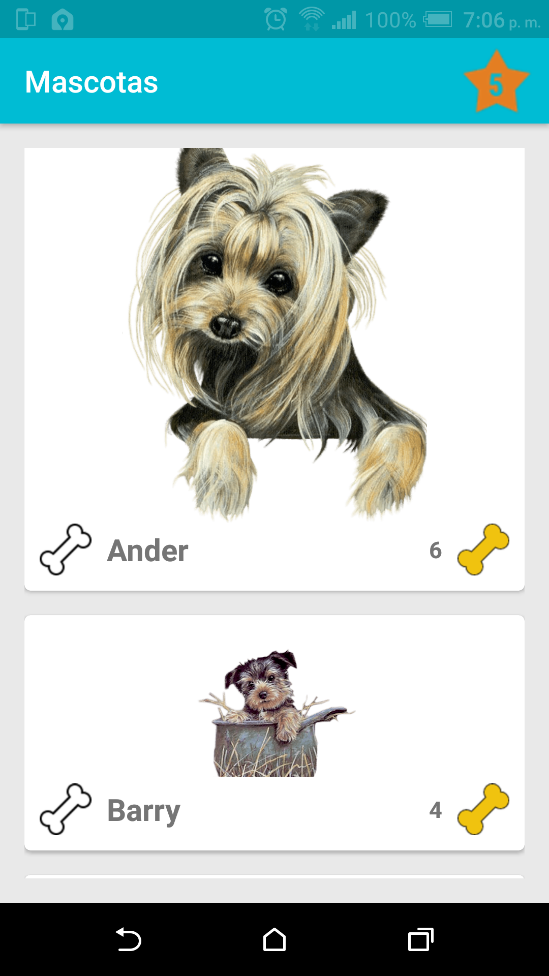 100% 7:06 p. m.
Mascotas 5
Ander 6
Barry 4